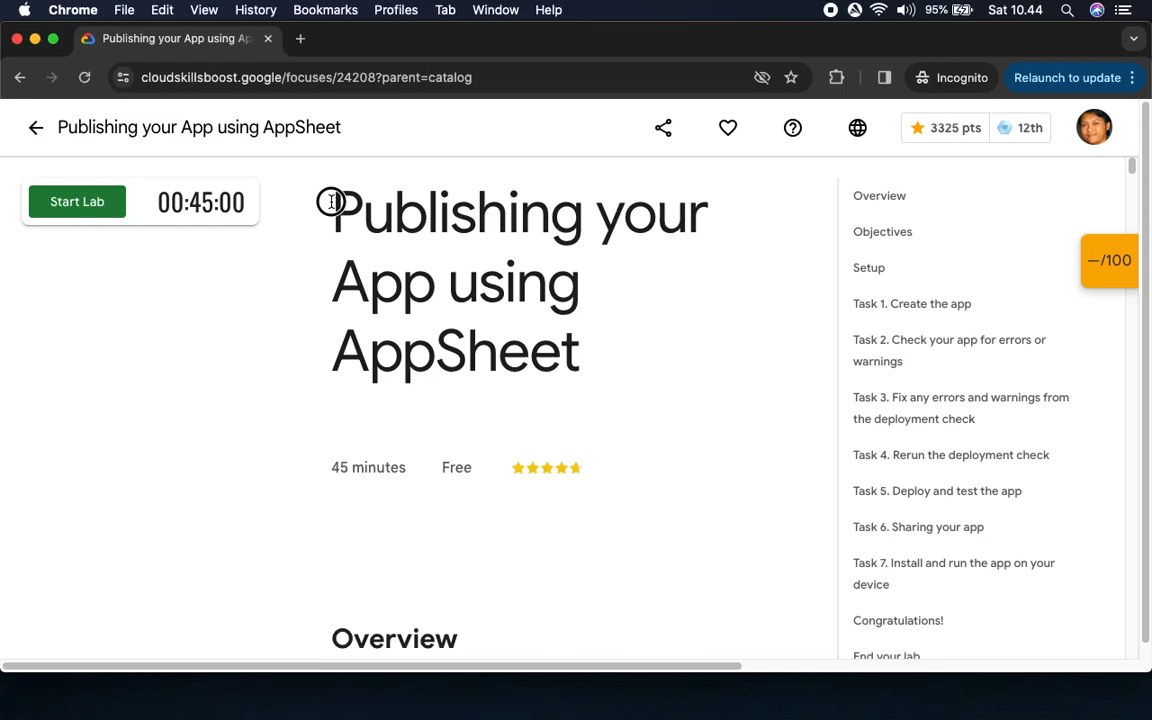 Chrome File Edit View History Bookmarks Profiles Tab Window Help 95% Sat 10.44
Publishing your App using Ap
cloudskillsboost.google/focuses/24208?parent=catalog Incognito Relaunch to update
Publishing your App using AppSheet 3325 pts 12th
Start Lab 00:45:00
Publishing your
App using
AppSheet
45 minutes Free
Overview
Overview
Objectives
Setup
Task 1. Create the app
Task 2. Check your app for errors or
warnings
Task 3. Fix any errors and warnings from
the deployment check
Task 4. Rerun the deployment check
Task 5. Deploy and test the app
Task 6. Sharing your app
Task 7. Install and run the app on your
device
Congratulations!
End your lab
—/100